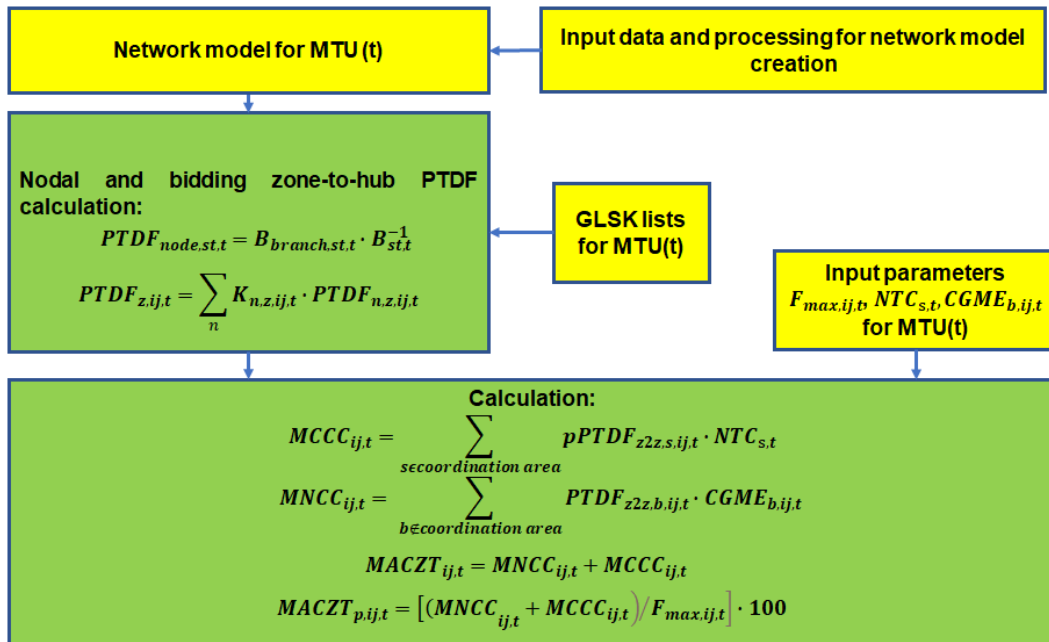 Network model for MTU (t)
Input data and processing for network model
creation
Nodal and bidding zone-to-hub PTDF
calculation:
PTDF_{node,st,t} = B_{branch,st,t} · B_{st,t}^{-1}
PTDF_{z,ij,t} = ∑_{n} K_{n,z,ij,t} · PTDF_{n,z,ij,t}
GLSK lists
for MTU(t)
Input parameters
F_{max,ij,t}, NTC_{s,t}, CGME_{b,ij,t}
for MTU(t)
Calculation:
MCCC_{ij,t} = ∑_{sϵcoordination area} pPTDF_{z2z,s,ij,t} · NTC_{s,t}
MNCC_{ij,t} = ∑_{b∉coordination area} PTDF_{z2z,b,ij,t} · CGME_{b,ij,t}
MACZT_{ij,t} = MNCC_{ij,t} + MCCC_{ij,t}
MACZT_{p,ij,t} = [(MNCC_{ij,t} + MCCC_{ij,t})/F_{max,ij,t}] · 100